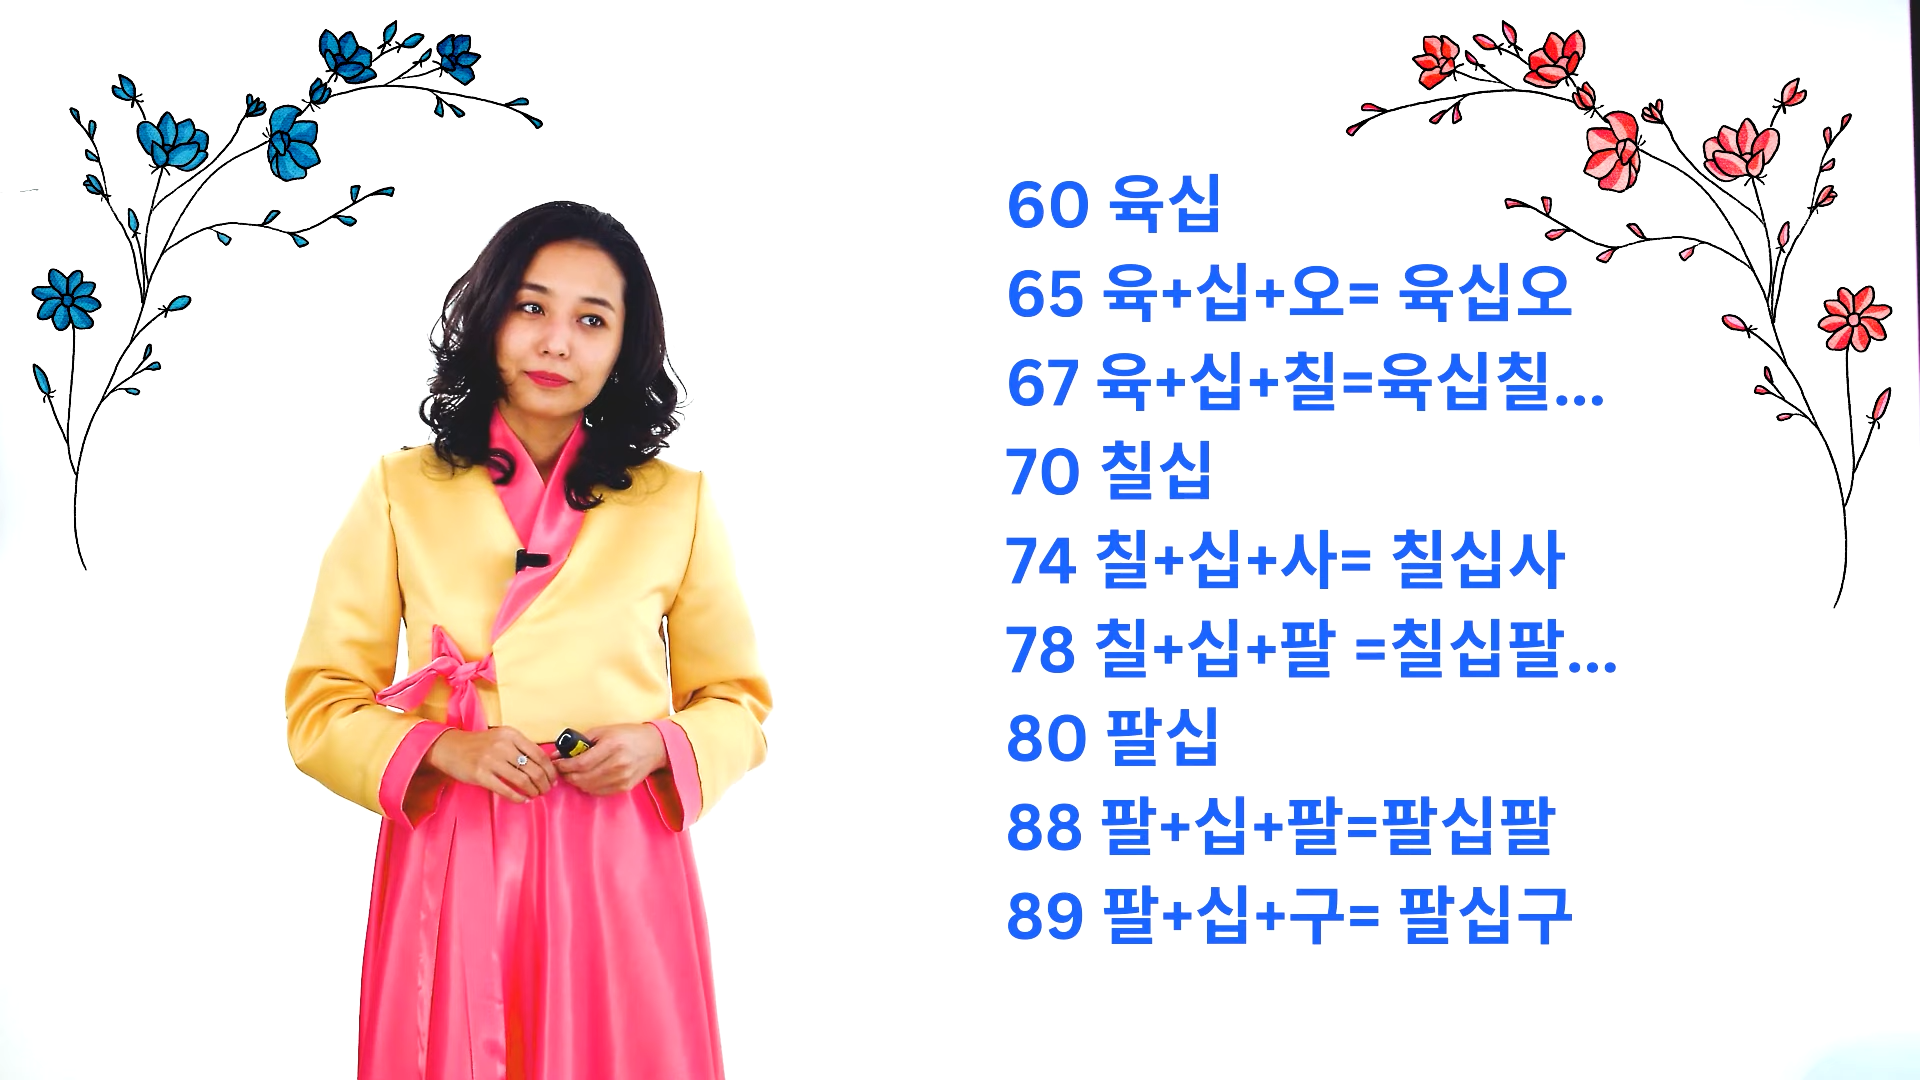 60 육십
65 육+십+오= 육십오
67 육+십+칠=육십칠...
70 칠십
74 칠+십+사= 칠십사
78 칠+십+팔 =칠십팔...
80 팔십
88 팔+십+팔=팔십팔
89 팔+십+구= 팔십구